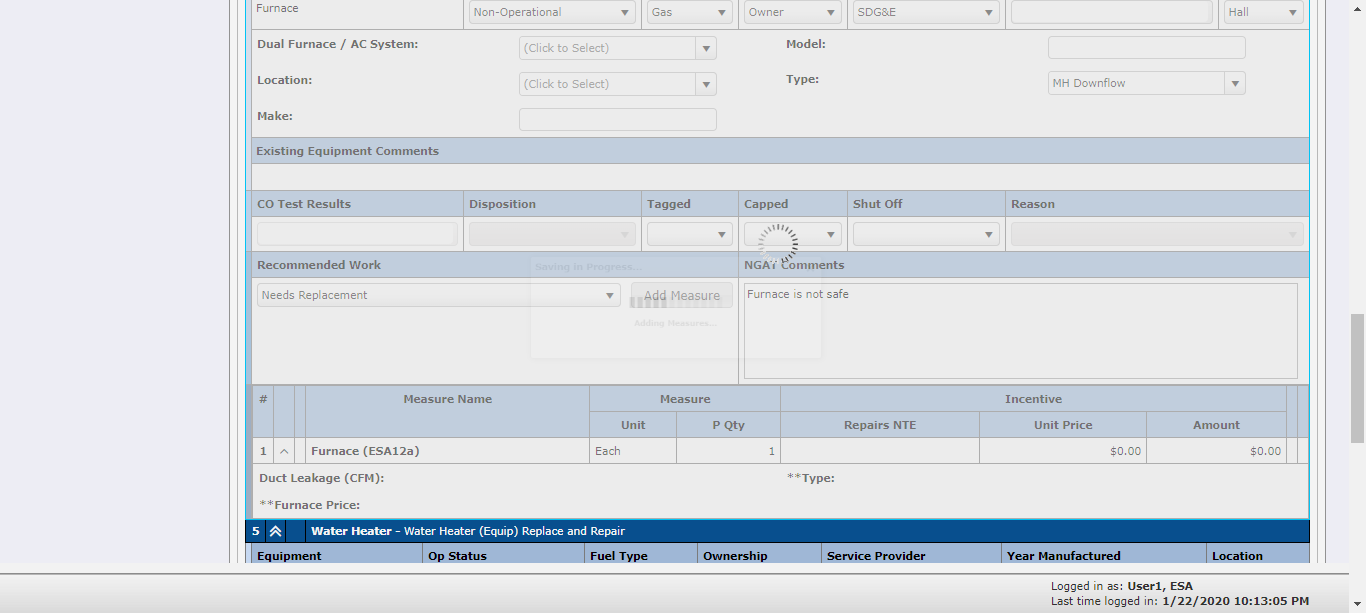 Furnace Non-Operational Gas Owner SDG&E Hall
Dual Furnace / AC System: (Click to Select) Model:
Location: (Click to Select) Type: MH Downflow
Make:
Existing Equipment Comments
CO Test Results Disposition Tagged Capped Shut Off Reason
Recommended Work NGAT Comments
Saving in Progress...
Needs Replacement Add Measure Furnace is not safe
Adding Measures...
# Measure Name Measure Incentive
Unit P Qty Repairs NTE Unit Price Amount
1 Furnace (ESA12a) Each 1 $0.00 $0.00
Duct Leakage (CFM): **Type:
**Furnace Price:
5 Water Heater - Water Heater (Equip) Replace and Repair
Equipment Op Status Fuel Type Ownership Service Provider Year Manufactured Location
Logged in as: User1, ESA
Last time logged in: 1/22/2020 10:13:05 PM